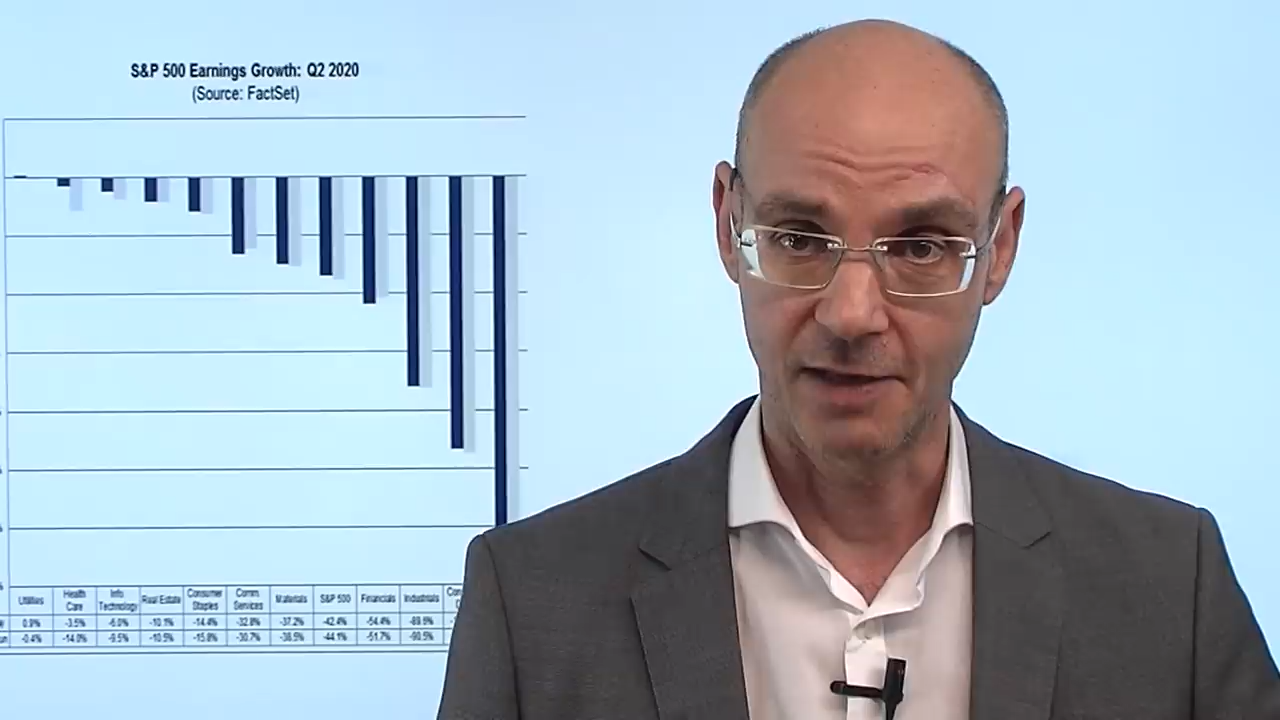 S&P 500 Earnings Growth: Q2 2020
(Source: FactSet)
Utilities Health Care Info Technology Real Estate Consumer Staples Comm. Services Materials S&P 500 Financials Industrials
0.9% -3.5% -6.0% -10.1% -14.4% -32.8% -37.2% -42.4% -54.4% -89.6%
-0.4% -14.0% -9.5% -10.5% -15.8% -30.7% -38.5% -44.1% -51.7% -90.5%